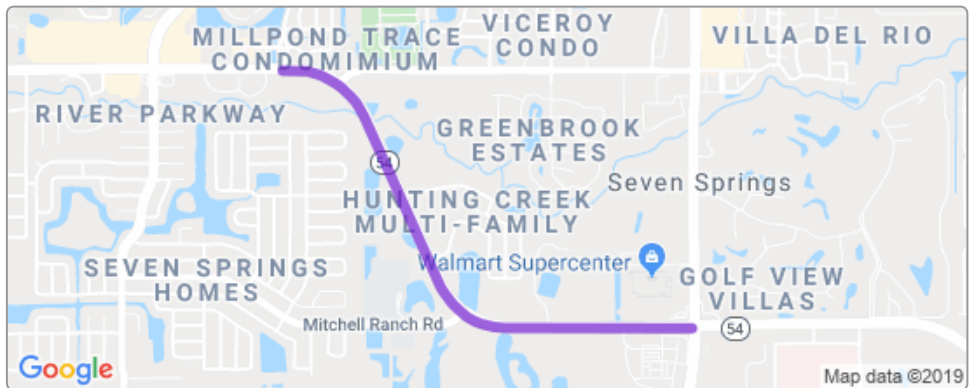 MILLPOND TRACE
CONDOMIMIUM
VICEROY
CONDO
VILLA DEL RIO
RIVER PARKWAY
GREENBROOK
ESTATES
54
Seven Springs
HUNTING CREEK
MULTI-FAMILY
Walmart Supercenter
SEVEN SPRINGS
HOMES
GOLF VIEW
VILLAS
Mitchell Ranch Rd
54
Google
Map data ©2019